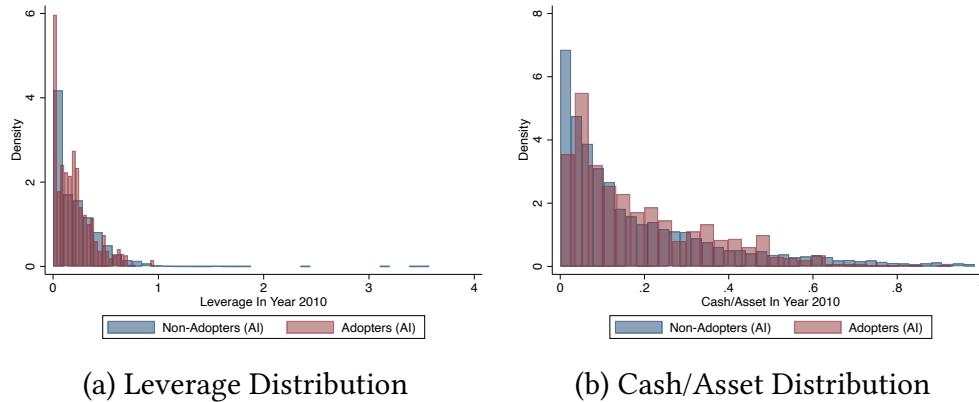 Density
6
4
2
0
0
1
2
3
4
Leverage In Year 2010
Non-Adopters (AI)
Adopters (AI)
(a) Leverage Distribution
Density
8
6
4
2
0
0
.2
.4
.6
.8
Cash/Asset In Year 2010
Non-Adopters (AI)
Adopters (AI)
(b) Cash/Asset Distribution